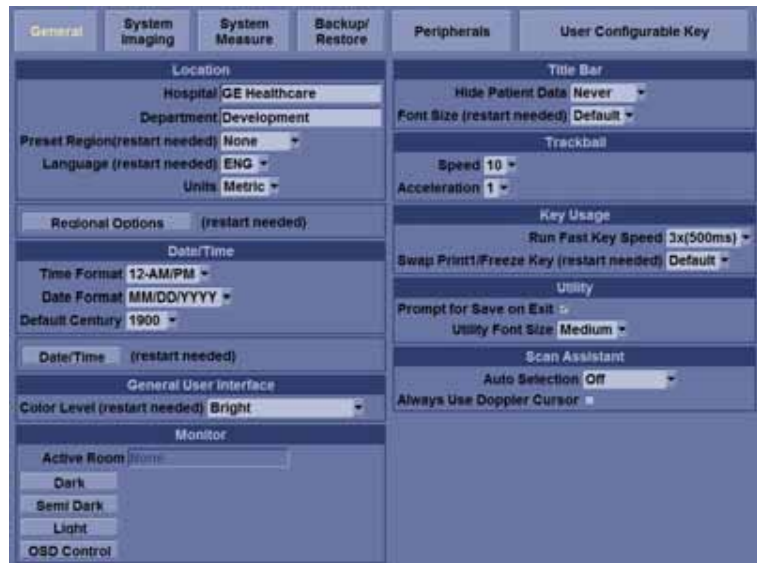 General
System Imaging
System Measure
Backup/ Restore
Peripherals
User Configurable Key
Location
Hospital GE Healthcare
Department Development
Preset Region(restart needed) None
Language (restart needed) ENG
Units Metric
Regional Options (restart needed)
Date/Time
Time Format 12-AM/PM
Date Format MM/DD/YYYY
Default Century 1900
Date/Time (restart needed)
General User Interface
Color Level (restart needed) Bright
Monitor
Active Room None
Dark
Semi Dark
Light
OSD Control
Title Bar
Hide Patient Data Never
Font Size (restart needed) Default
Trackball
Speed 10
Acceleration 1
Key Usage
Run Fast Key Speed 3x(500ms)
Swap Print1/Freeze Key (restart needed) Default
Utility
Prompt for Save on Exit
Utility Font Size Medium
Scan Assistant
Auto Selection Off
Always Use Doppler Cursor